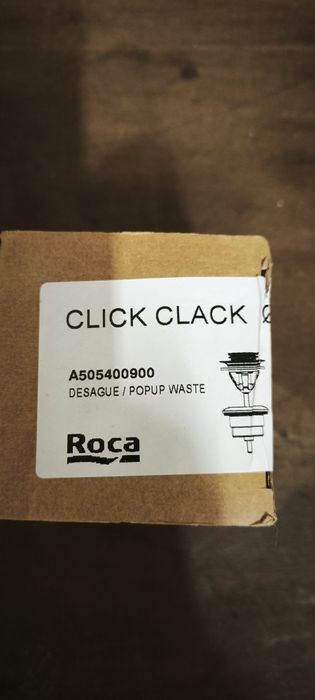 CLICK CLACK
A505400900
DESAGUE / POPUP WASTE
Roca